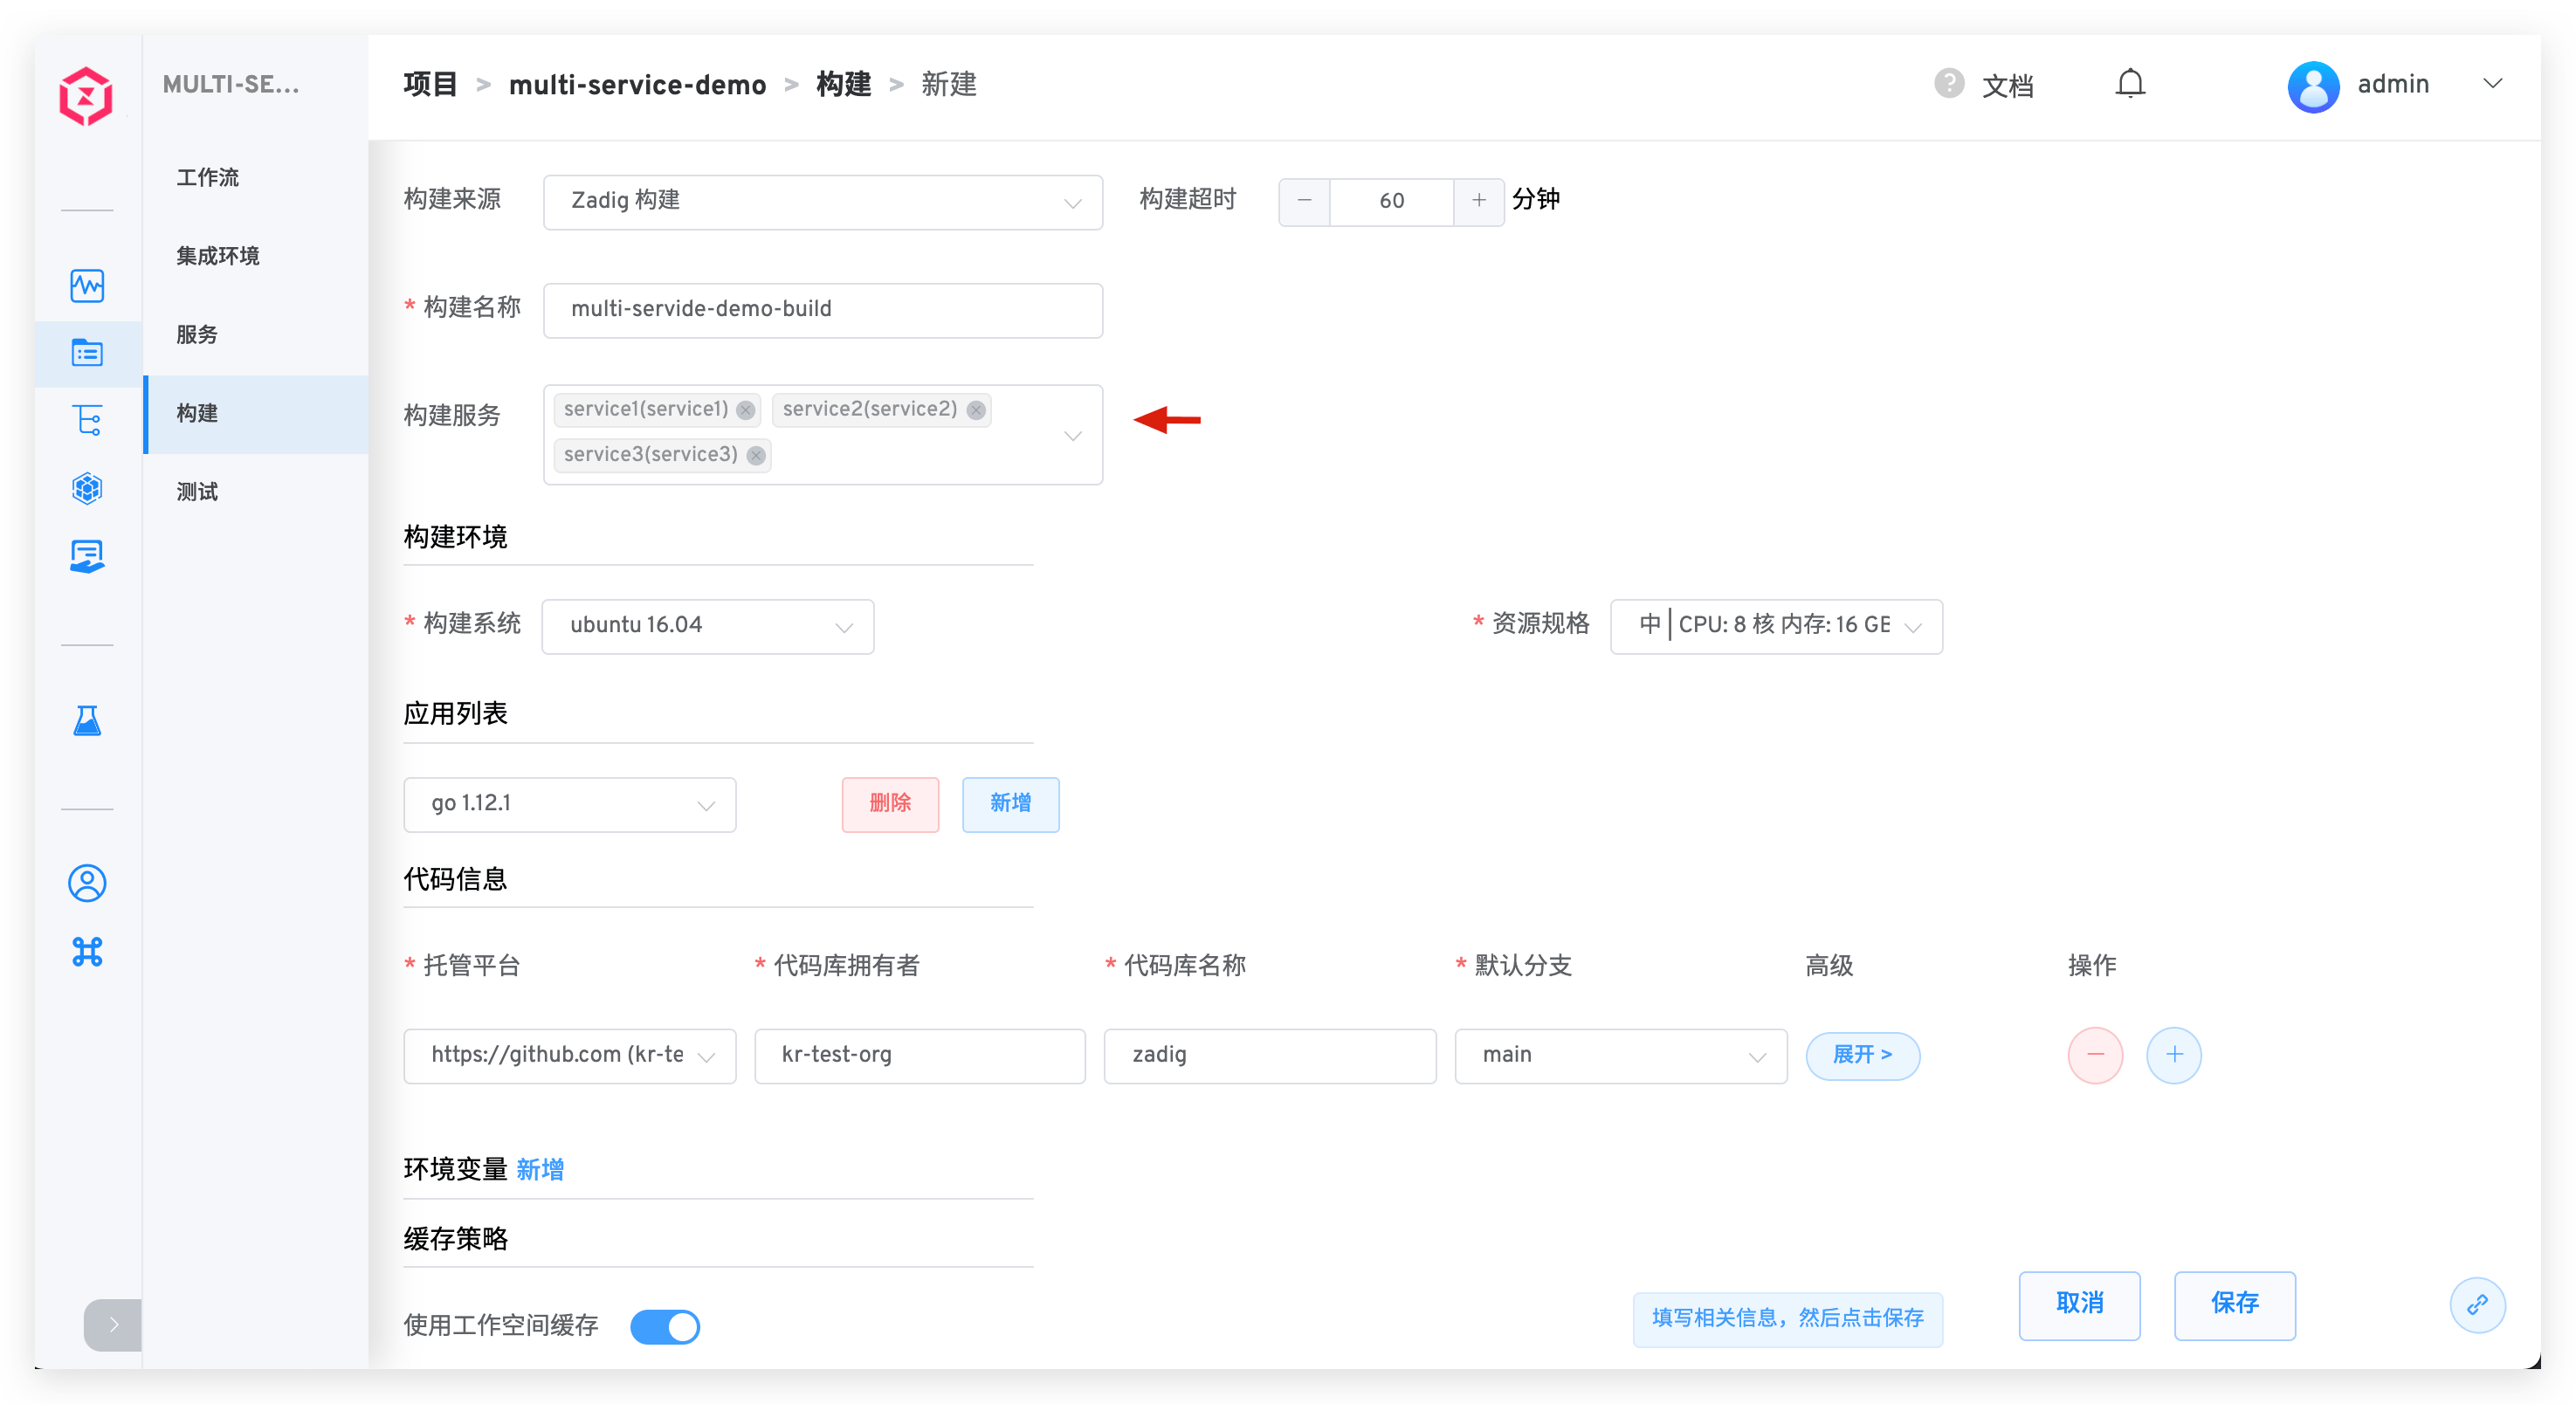 MULTI-SE...
工作流
集成环境
服务
构建
测试
项目 > multi-service-demo > 构建 > 新建
? 文档
admin
构建来源 Zadig 构建 构建超时 − 60 + 分钟
* 构建名称 multi-servide-demo-build
构建服务 service1(service1) service2(service2)
service3(service3)
构建环境
* 构建系统 ubuntu 16.04 * 资源规格 中 | CPU: 8 核 内存: 16 GB
应用列表
go 1.12.1 删除 新增
代码信息
* 托管平台 * 代码库拥有者 * 代码库名称 * 默认分支 高级 操作
https://github.com (kr-te kr-test-org zadig main 展开 > − +
环境变量 新增
缓存策略
使用工作空间缓存
填写相关信息，然后点击保存 取消 保存